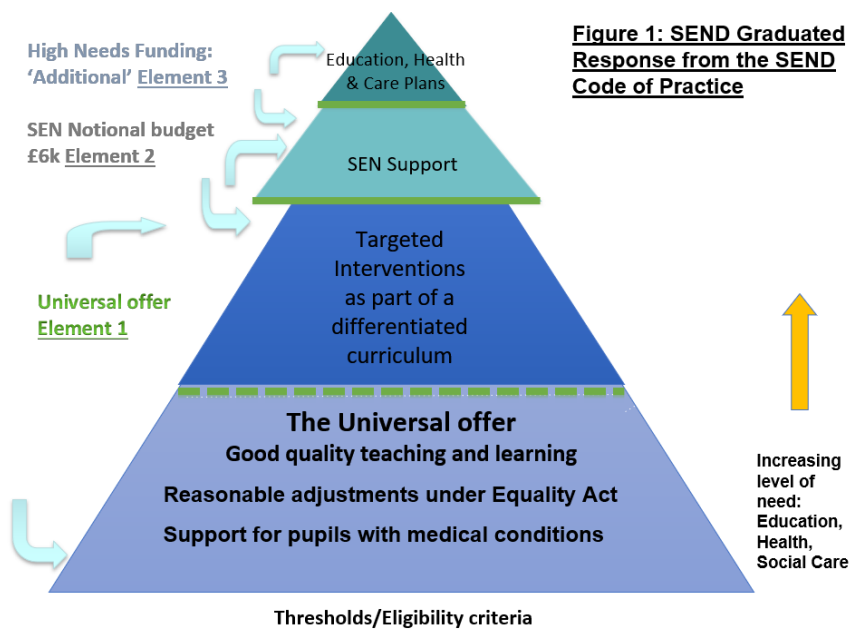 Figure 1: SEND Graduated
Response from the SEND
Code of Practice
High Needs Funding:
‘Additional’ Element 3
Education, Health
& Care Plans
SEN Notional budget
£6k Element 2
SEN Support
Universal offer
Element 1
Targeted
Interventions
as part of a
differentiated
curriculum
The Universal offer
Good quality teaching and learning
Reasonable adjustments under Equality Act
Support for pupils with medical conditions
Increasing
level of
need:
Education,
Health,
Social Care
Thresholds/Eligibility criteria